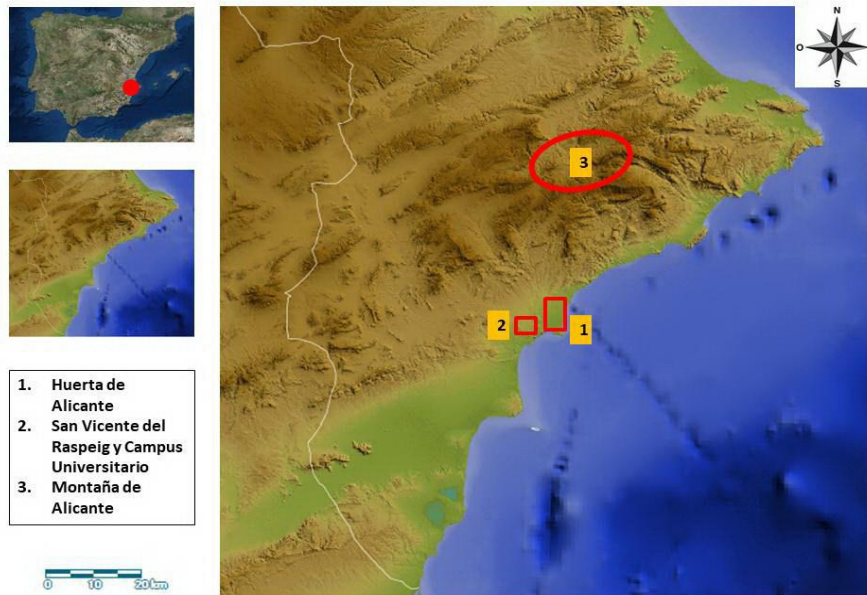 N
O
E
S
3
2
1
1. Huerta de
Alicante
2. San Vicente del
Raspeig y Campus
Universitario
3. Montaña de
Alicante
0 10 20 km